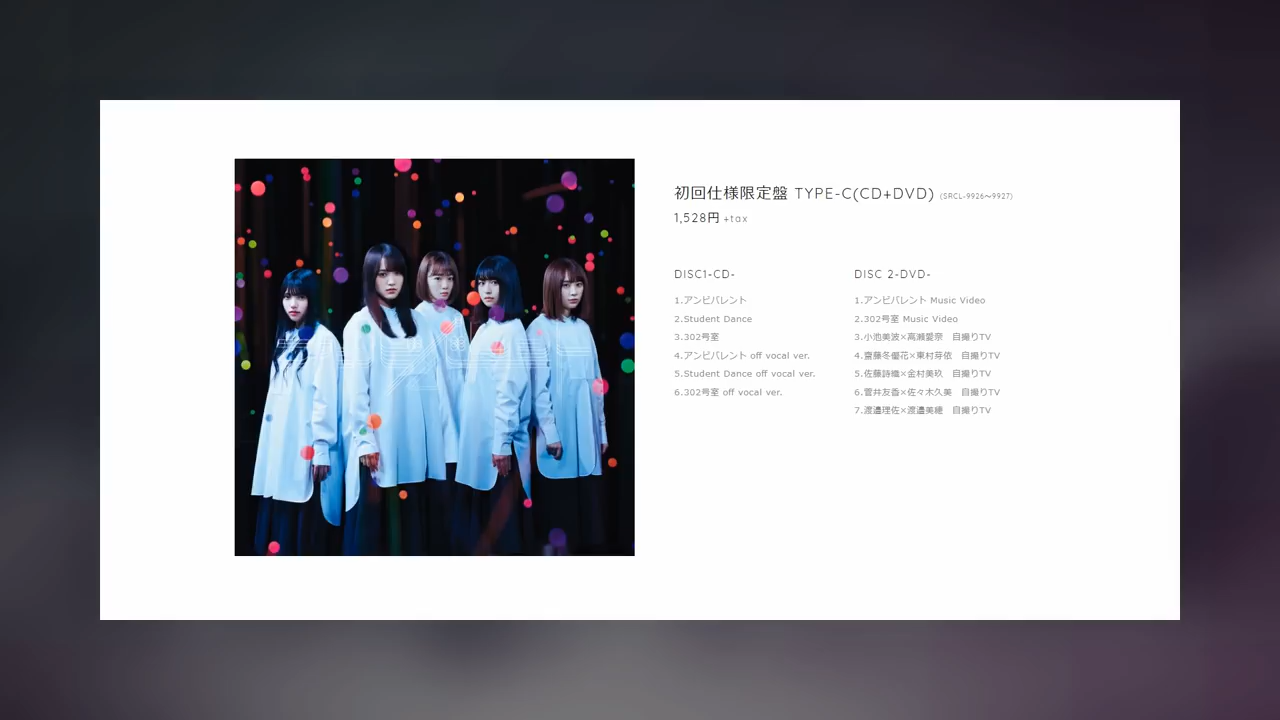 初回仕様限定盤 TYPE-C(CD+DVD) (SRCL-9926〜9927)
1,528円 +tax
DISC1-CD-
1.アンビバレント
2.Student Dance
3.302号室
4.アンビバレント off vocal ver.
5.Student Dance off vocal ver.
6.302号室 off vocal ver.
DISC 2-DVD-
1.アンビバレント Music Video
2.302号室 Music Video
3.小池美波×高瀬愛奈　自撮りTV
4.齋藤冬優花×東村芽依　自撮りTV
5.佐藤詩織×金村美玖　自撮りTV
6.菅井友香×佐々木久美　自撮りTV
7.渡邉理佐×渡邉美穂　自撮りTV